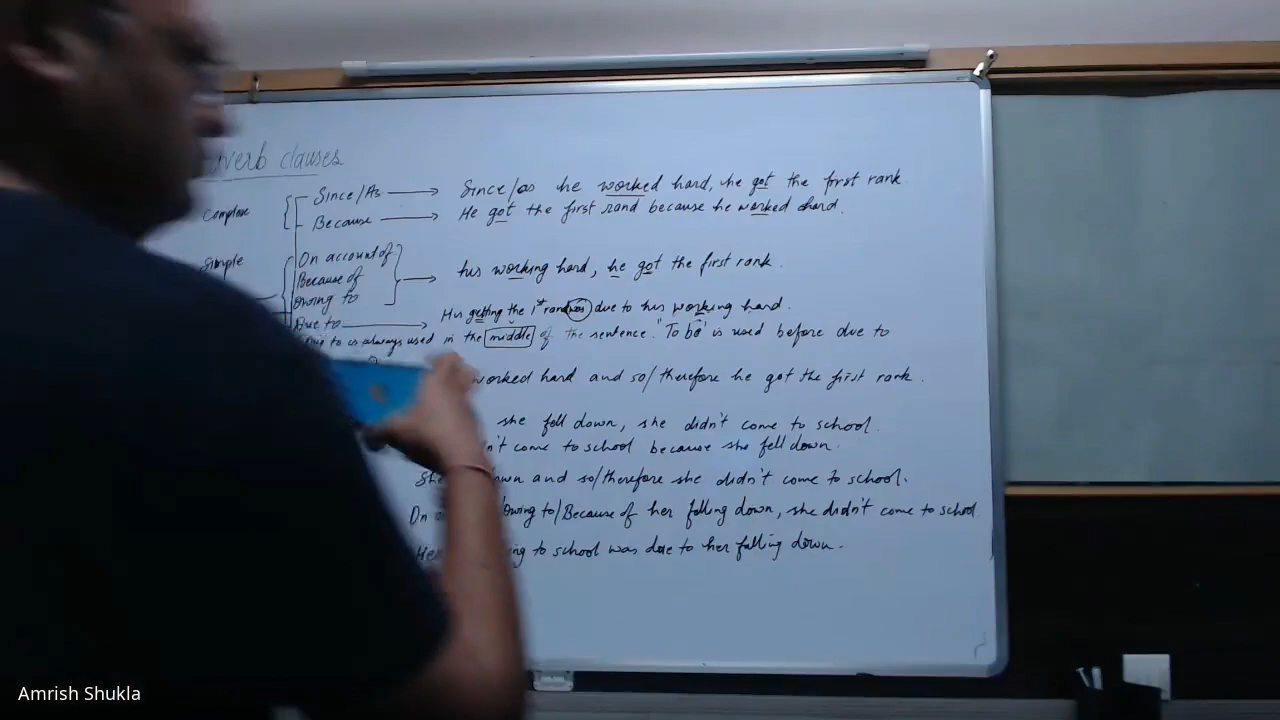 verb clauses
Since/As → Since/as he worked hard, he got the first rank.
Complex
Because → He got the first rand because he worked hard.
Simple
On account of
Because of → his working hard, he got the first rank.
Owing to
Due to → His getting the 1st rand was due to his working hard.
Due to is always used in the middle of the sentence. "To be" is used before due to
worked hard and so/therefore he got the first rank.
she fell down, she didn't come to school.
n't come to school because she fell down.
She own and so/therefore she didn't come to school.
On Owing to/Because of her falling down, she didn't come to school
Her ing to school was due to her falling down.
Amrish Shukla